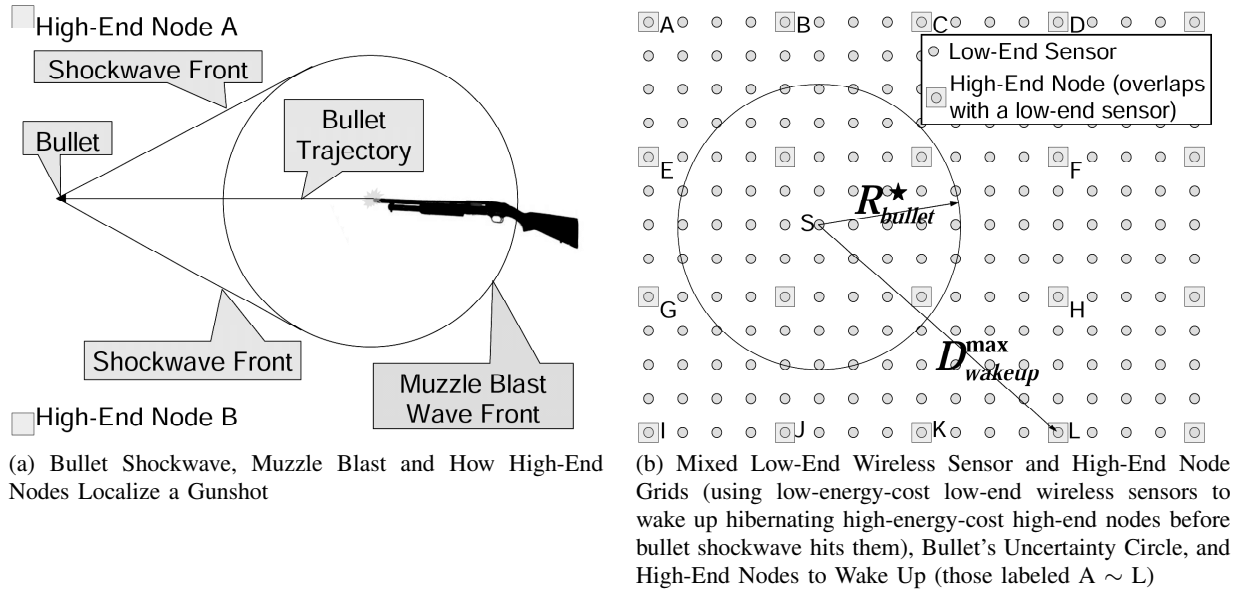 High-End Node A
Shockwave Front
Bullet
Bullet
Trajectory
Shockwave Front
Muzzle Blast
Wave Front
High-End Node B
(a) Bullet Shockwave, Muzzle Blast and How High-End
Nodes Localize a Gunshot
A B C D
Low-End Sensor
High-End Node (overlaps
with a low-end sensor)
E F
R★bullet
S
G H
Dmaxwakeup
I J K L
(b) Mixed Low-End Wireless Sensor and High-End Node
Grids (using low-energy-cost low-end wireless sensors to
wake up hibernating high-energy-cost high-end nodes before
bullet shockwave hits them), Bullet's Uncertainty Circle, and
High-End Nodes to Wake Up (those labeled A ∼ L)